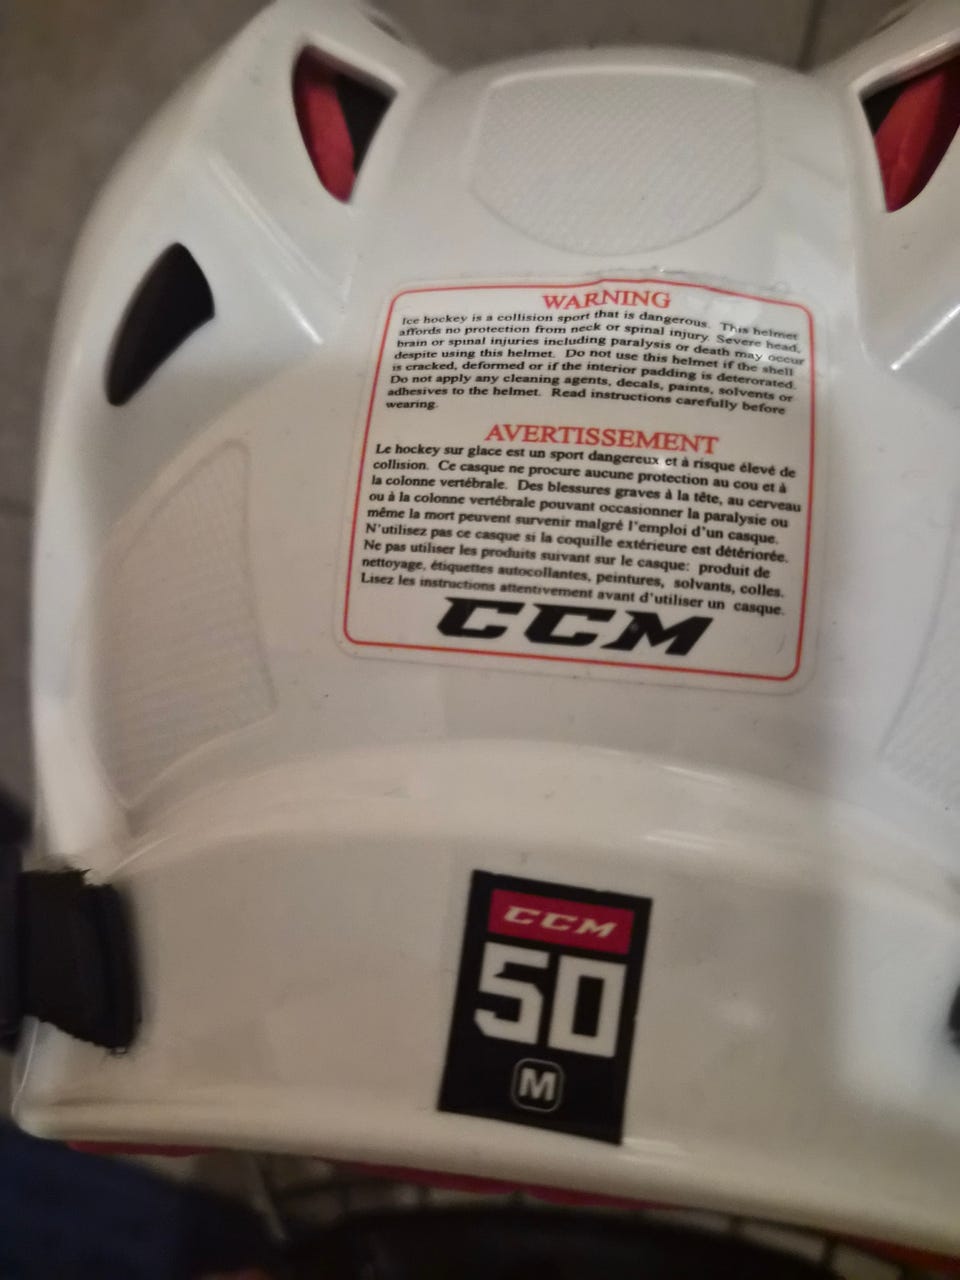 WARNING
Ice hockey is a collision sport that is dangerous. This helmet
affords no protection from neck or spinal injury. Severe head,
brain or spinal injuries including paralysis or death may occur
despite using this helmet. Do not use this helmet if the shell
is cracked, deformed or if the interior padding is deterorated.
Do not apply any cleaning agents, decals, paints, solvents or
adhesives to the helmet. Read instructions carefully before
wearing.
AVERTISSEMENT
Le hockey sur glace est un sport dangereux et à risque élevé de
collision. Ce casque ne procure aucune protection au cou et à
la colonne vertébrale. Des blessures graves à la tête, au cerveau
ou à la colonne vertébrale pouvant occasionner la paralysie ou
même la mort peuvent survenir malgré l'emploi d'un casque.
N'utilisez pas ce casque si la coquille extérieure est détériorée.
Ne pas utiliser les produits suivant sur le casque: produit de
nettoyage, étiquettes autocollantes, peintures, solvants, colles.
Lisez les instructions attentivement avant d'utiliser un casque.
CCM
CCM
50
M